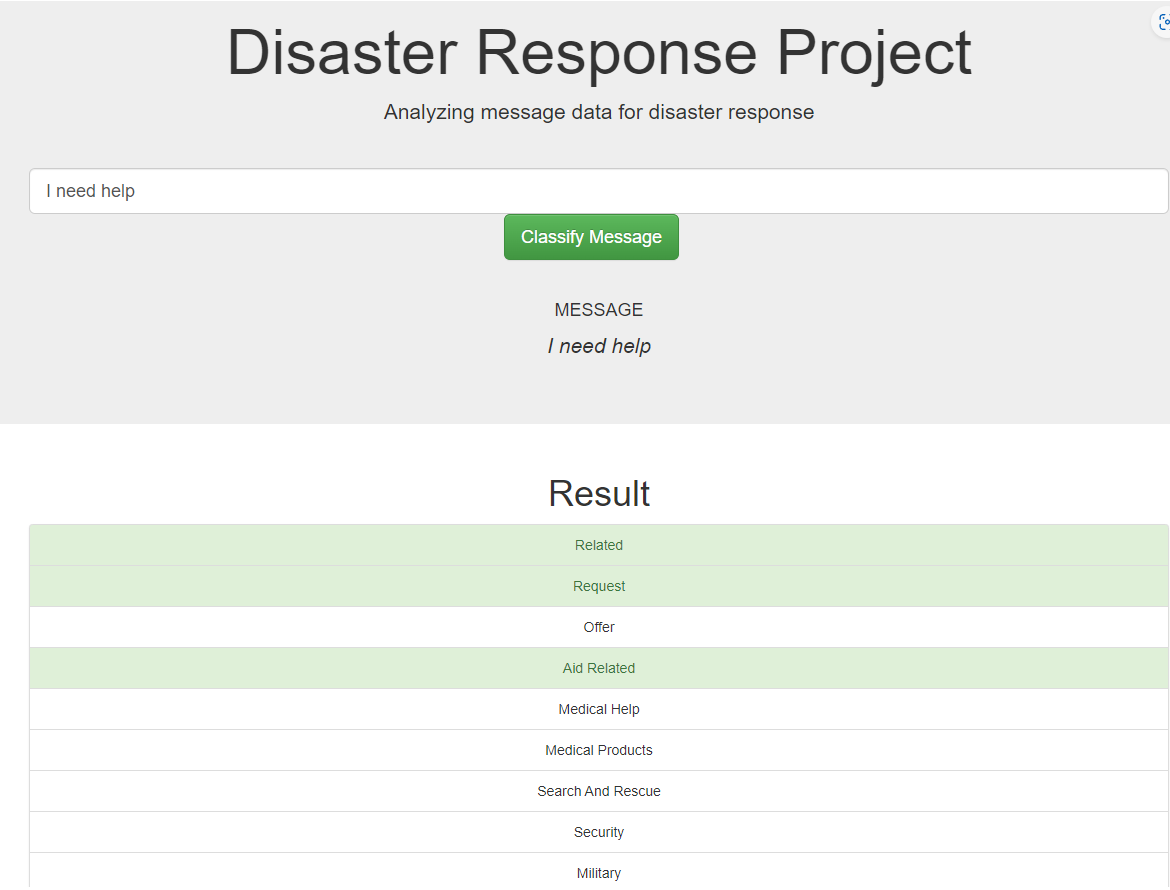 Disaster Response Project
Analyzing message data for disaster response
I need help
Classify Message
MESSAGE
I need help
Result
Related
Request
Offer
Aid Related
Medical Help
Medical Products
Search And Rescue
Security
Military